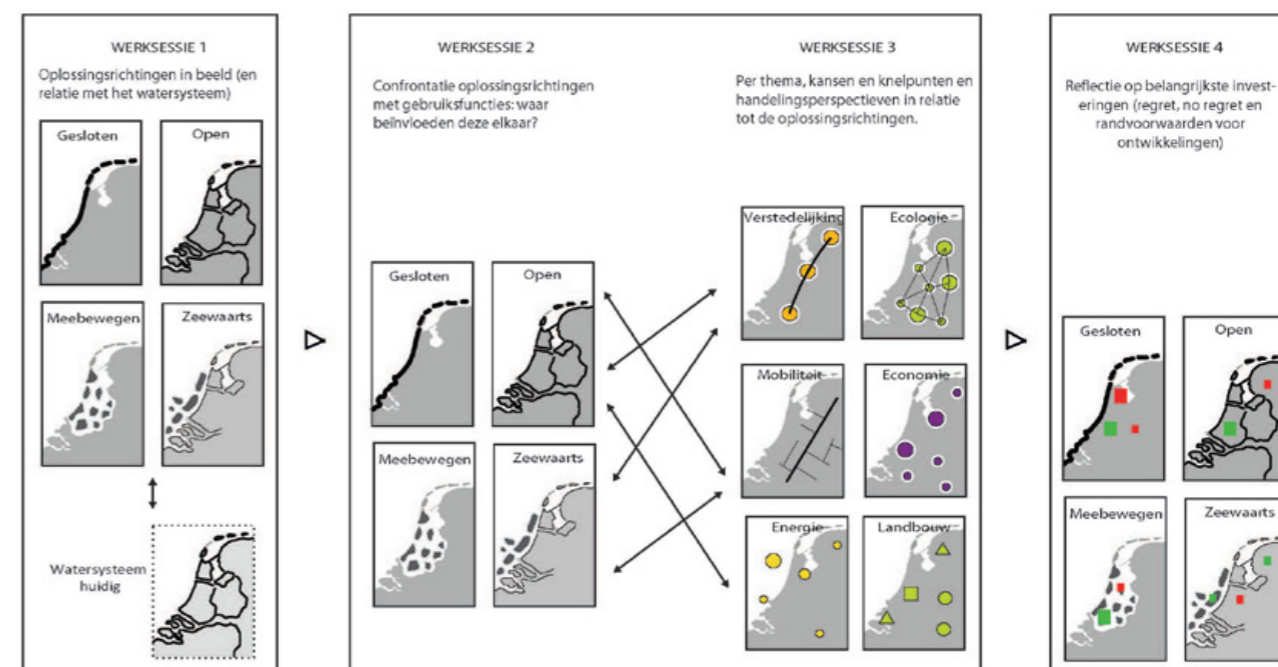 WERKSESSIE 1
Oplossingsrichtingen in beeld (en
relatie met het watersysteem)
Gesloten
Open
Meebewegen
Zeewaarts
Watersysteem
huidig
WERKSESSIE 2
Confrontatie oplossingsrichtingen
met gebruiksfuncties: waar
beïnvloeden deze elkaar?
Gesloten
Open
Meebewegen
Zeewaarts
WERKSESSIE 3
Per thema, kansen en knelpunten en
handelingsperspectieven in relatie
tot de oplossingsrichtingen.
Verstedelijking
Ecologie
Mobiliteit
Economie
Energie
Landbouw
WERKSESSIE 4
Reflectie op belangrijkste invest-
eringen (regret, no regret en
randvoorwaarden voor
ontwikkelingen)
Gesloten
Open
Meebewegen
Zeewaarts